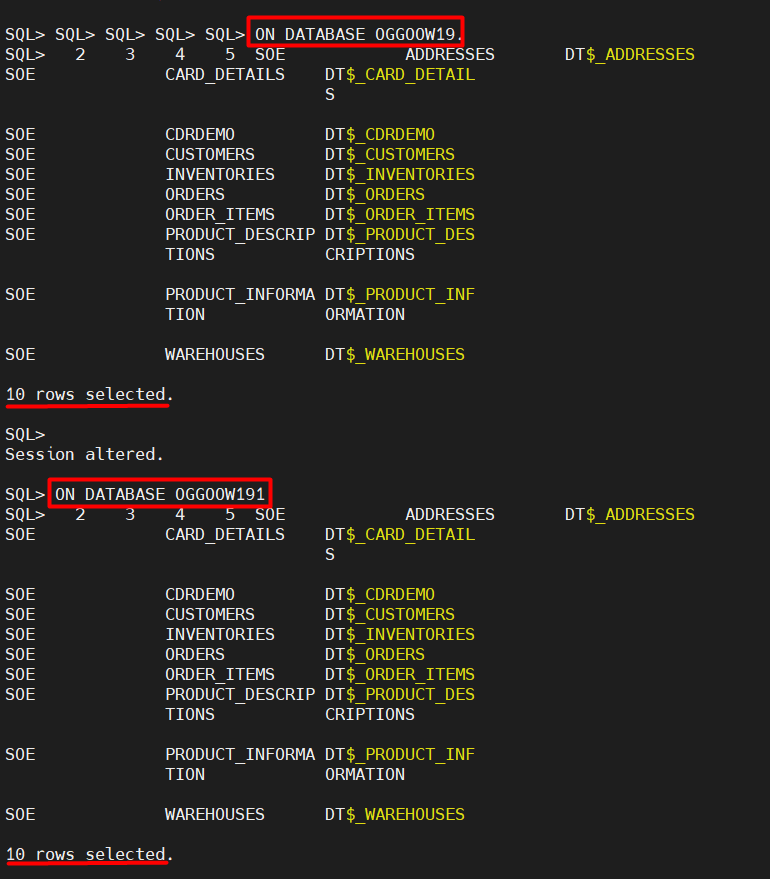 SQL> SQL> SQL> SQL> SQL> ON DATABASE OGGOOW19.
SQL>   2    3    4    5  SOE            ADDRESSES       DT$_ADDRESSES
SOE             CARD_DETAILS    DT$_CARD_DETAIL
                                S

SOE             CDRDEMO         DT$_CDRDEMO
SOE             CUSTOMERS       DT$_CUSTOMERS
SOE             INVENTORIES     DT$_INVENTORIES
SOE             ORDERS          DT$_ORDERS
SOE             ORDER_ITEMS     DT$_ORDER_ITEMS
SOE             PRODUCT_DESCRIP DT$_PRODUCT_DES
                TIONS           CRIPTIONS

SOE             PRODUCT_INFORMA DT$_PRODUCT_INF
                TION            ORMATION

SOE             WAREHOUSES      DT$_WAREHOUSES

10 rows selected.

SQL>
Session altered.

SQL> ON DATABASE OGGOOW191
SQL>   2    3    4    5  SOE            ADDRESSES       DT$_ADDRESSES
SOE             CARD_DETAILS    DT$_CARD_DETAIL
                                S

SOE             CDRDEMO         DT$_CDRDEMO
SOE             CUSTOMERS       DT$_CUSTOMERS
SOE             INVENTORIES     DT$_INVENTORIES
SOE             ORDERS          DT$_ORDERS
SOE             ORDER_ITEMS     DT$_ORDER_ITEMS
SOE             PRODUCT_DESCRIP DT$_PRODUCT_DES
                TIONS           CRIPTIONS

SOE             PRODUCT_INFORMA DT$_PRODUCT_INF
                TION            ORMATION

SOE             WAREHOUSES      DT$_WAREHOUSES

10 rows selected.